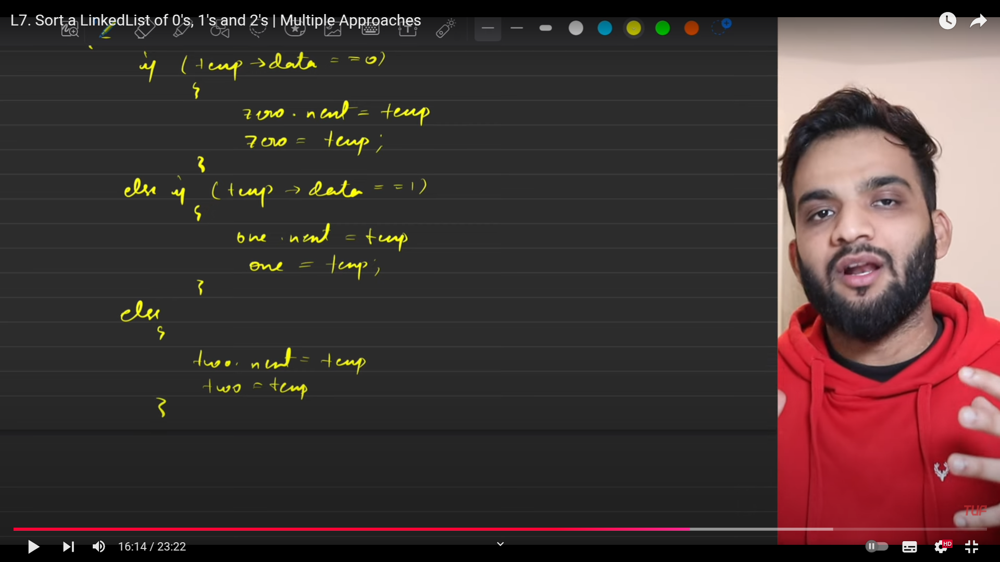 L7. Sort a LinkedList of 0's, 1's and 2's | Multiple Approaches
if (temp → data = = 0)
{
zero . next = temp
zero = temp ;
}
else if (temp → data = = 1)
{
one . next = temp
one = temp ;
}
else
{
two . next = temp
two = temp
}
TUF
16:14 / 23:22
HD